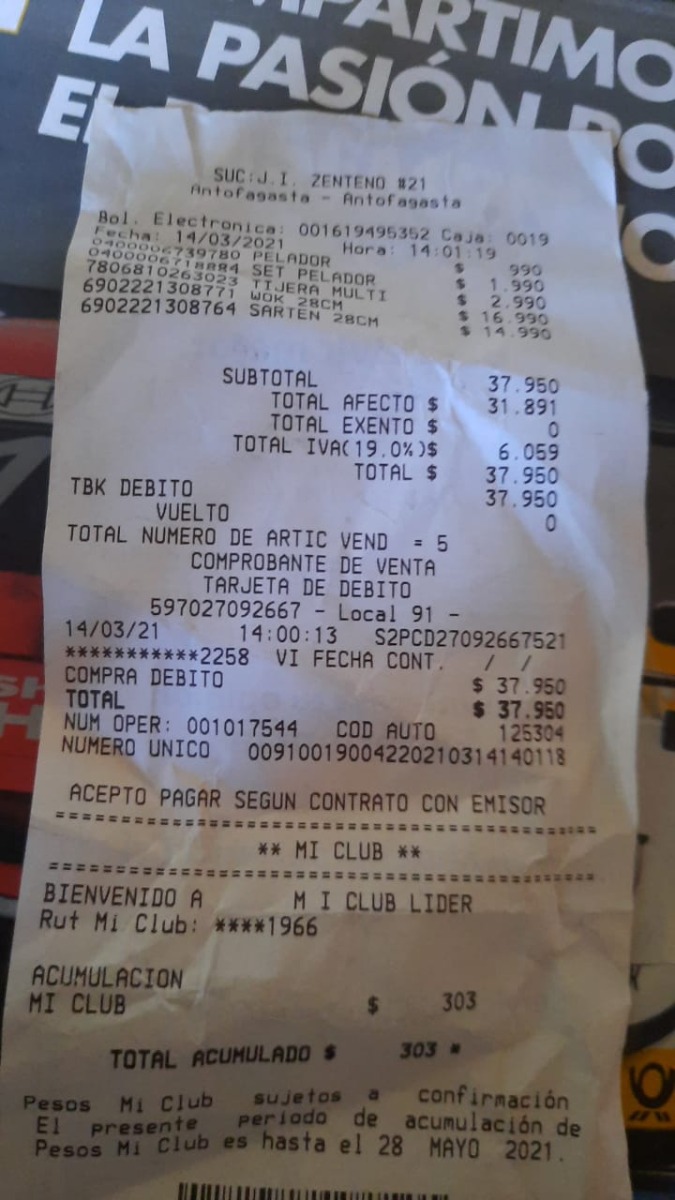 LA PASIÓN
SUC:J.I. ZENTENO #21
Antofagasta - Antofagasta
Bol. Electronica: 001619495352 Caja: 0019
Fecha: 14/03/2021 Hora: 14:01:19
0400006739780 PELADOR $ 990
0400006718884 SET PELADOR $ 1.990
7806810263023 TIJERA MULTI $ 2.990
6902221308771 WOK 28CM $ 16.990
6902221308764 SARTEN 28CM $ 14.990
SUBTOTAL 37.950
TOTAL AFECTO $ 31.891
TOTAL EXENTO $ 0
TOTAL IVA(19.0%)$ 6.059
TOTAL $ 37.950
TBK DEBITO 37.950
VUELTO 0
TOTAL NUMERO DE ARTIC VEND = 5
COMPROBANTE DE VENTA
TARJETA DE DEBITO
597027092667 - Local 91 -
14/03/21 14:00:13 S2PCD27092667521
***********2258 VI FECHA CONT. / /
COMPRA DEBITO $ 37.950
TOTAL $ 37.950
NUM OPER: 001017544 COD AUTO 125304
NUMERO UNICO 00910019004220210314140118
ACEPTO PAGAR SEGUN CONTRATO CON EMISOR
** MI CLUB **
BIENVENIDO A M I CLUB LIDER
Rut Mi Club: ****1966
ACUMULACION
MI CLUB $ 303
TOTAL ACUMULADO $ 303 *
Pesos Mi Club sujetos a confirmación
El presente periodo de acumulación de
Pesos Mi Club es hasta el 28 MAYO 2021.